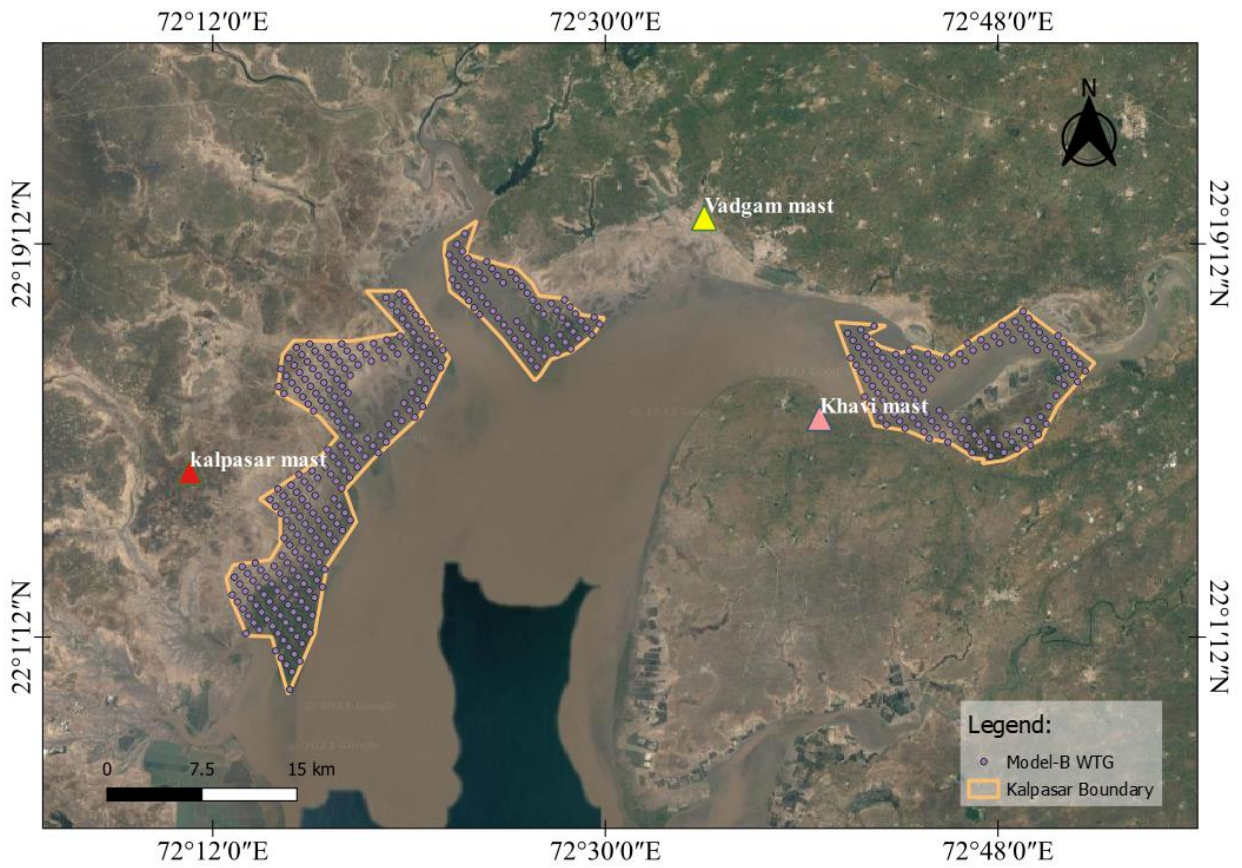 72°12′0″E 72°30′0″E 72°48′0″E
N
22°19′12″N
22°19′12″N
Vadgam mast
Khavi mast
kalpasar mast
22°1′12″N
22°1′12″N
Legend:
Model-B WTG
Kalpasar Boundary
0 7.5 15 km
72°12′0″E 72°30′0″E 72°48′0″E